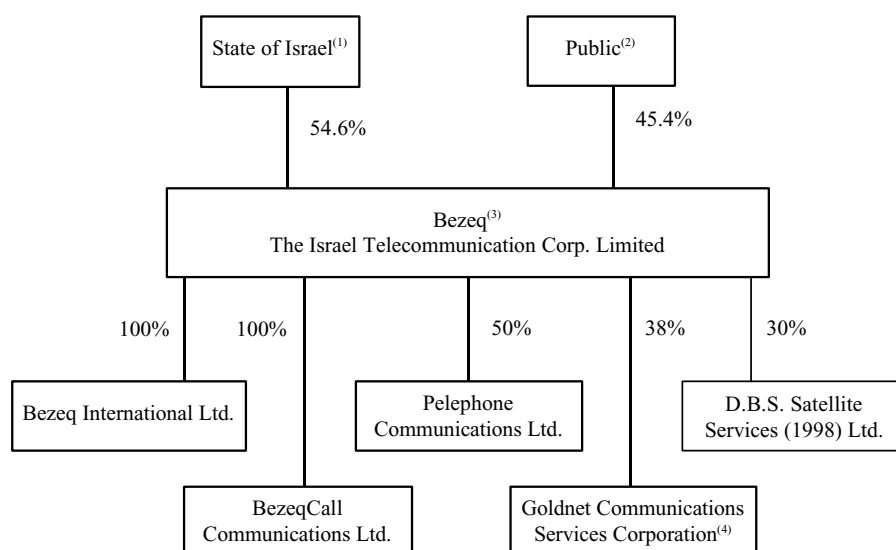 State of Israel(1)
Public(2)
54.6%
45.4%
Bezeq(3)
The Israel Telecommunication Corp. Limited
100%
100%
50%
38%
30%
Bezeq International Ltd.
Pelephone
Communications Ltd.
D.B.S. Satellite
Services (1998) Ltd.
BezeqCall
Communications Ltd.
Goldnet Communications
Services Corporation(4)